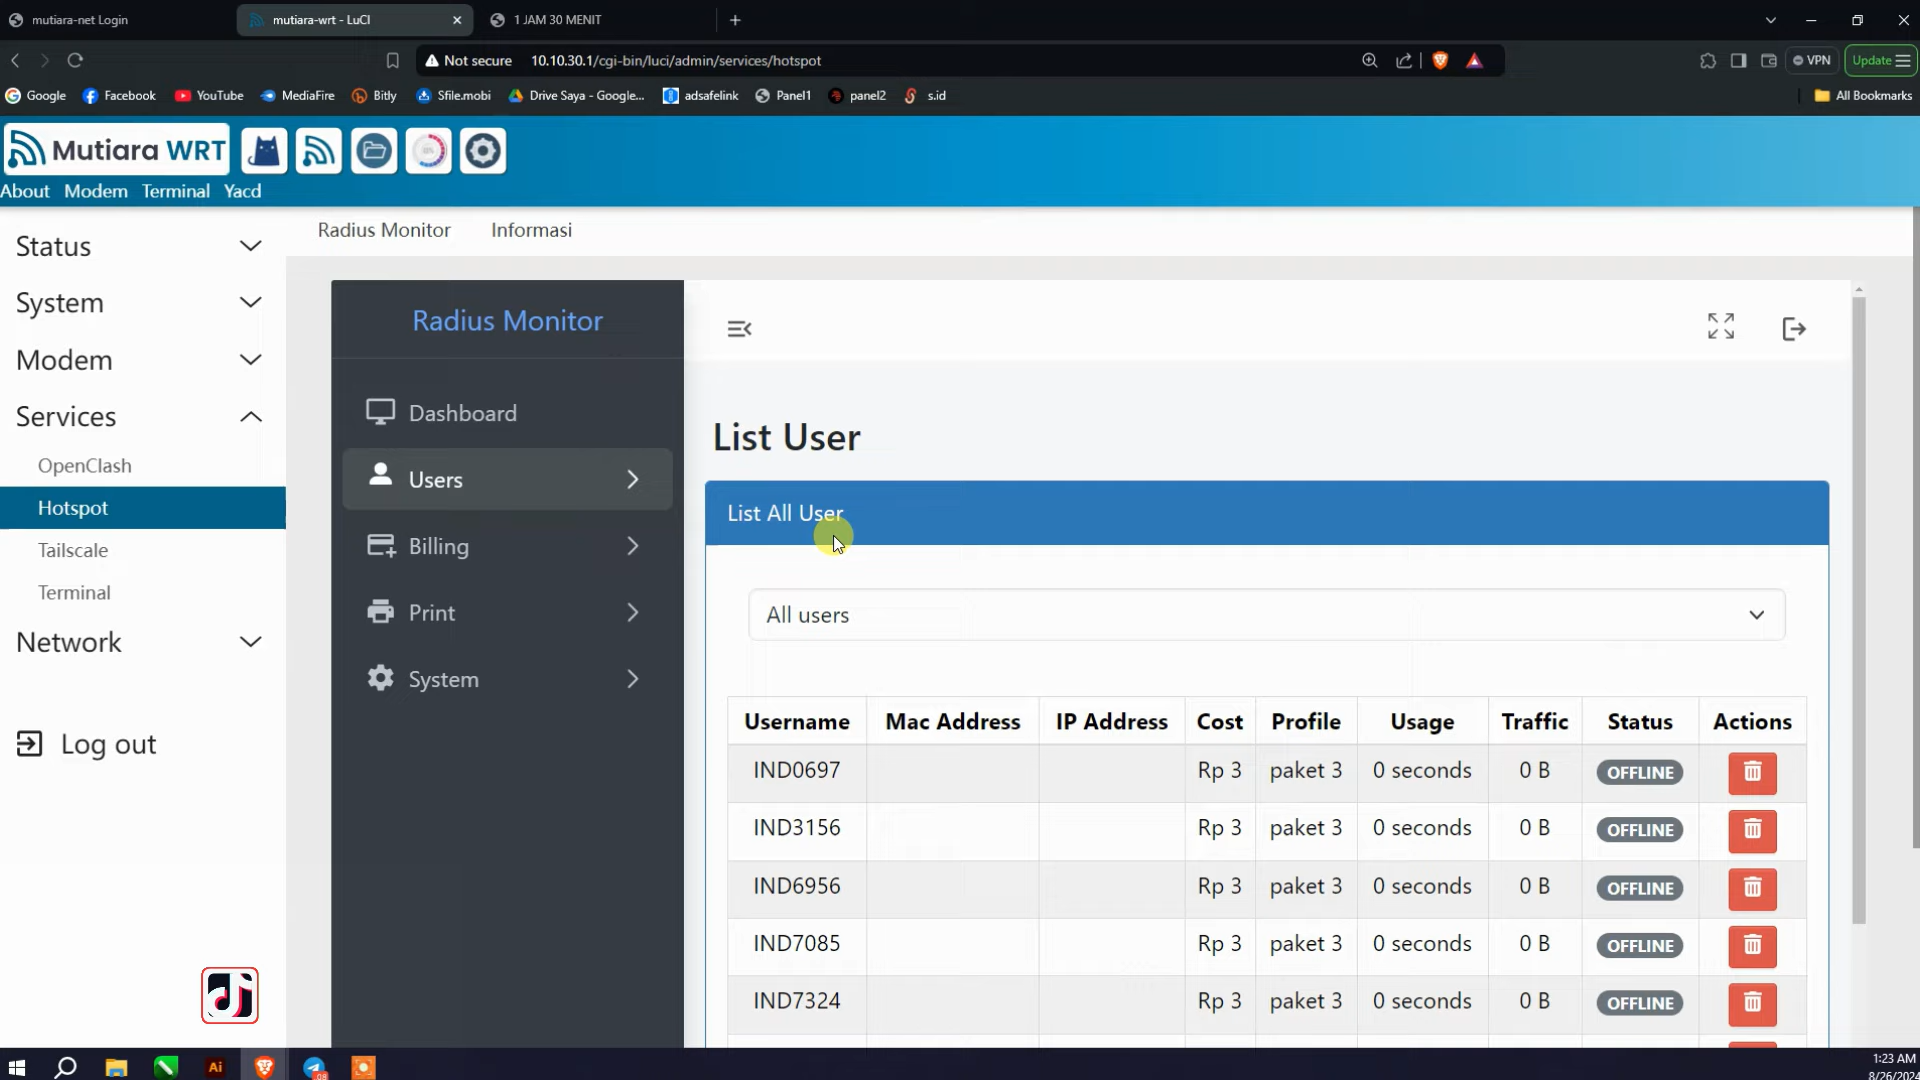 mutiara-net Login
mutiara-wrt - LuCI
1 JAM 30 MENIT
Not secure 10.10.30.1/cgi-bin/luci/admin/services/hotspot
VPN
Update
Google
Facebook
YouTube
MediaFire
Bitly
Sfile.mobi
Drive Saya - Google...
adsafelink
Panel1
panel2
s.id
All Bookmarks
Mutiara WRT
About Modem Terminal Yacd
Status
System
Modem
Services
OpenClash
Hotspot
Tailscale
Terminal
Network
Log out
Radius Monitor Informasi
Radius Monitor
Dashboard
Users
Billing
Print
System
List User
List All User
All users
Username Mac Address IP Address Cost Profile Usage Traffic Status Actions
IND0697 Rp 3 paket 3 0 seconds 0 B OFFLINE
IND3156 Rp 3 paket 3 0 seconds 0 B OFFLINE
IND6956 Rp 3 paket 3 0 seconds 0 B OFFLINE
IND7085 Rp 3 paket 3 0 seconds 0 B OFFLINE
IND7324 Rp 3 paket 3 0 seconds 0 B OFFLINE
Ai
1:23 AM
8/26/2024